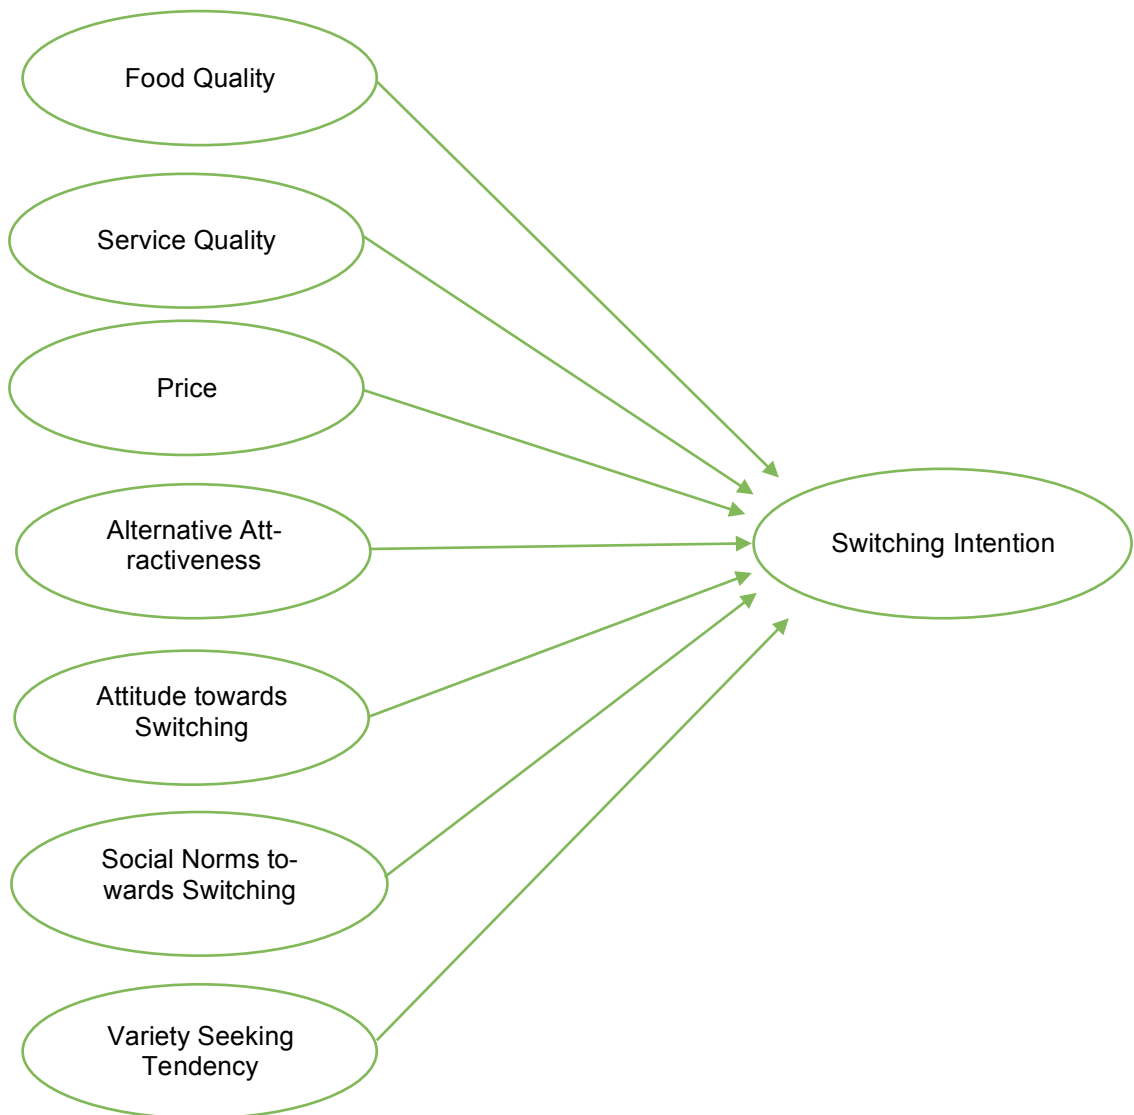 Food Quality
Service Quality
Price
Alternative Att-
ractiveness
Switching Intention
Attitude towards
Switching
Social Norms to-
wards Switching
Variety Seeking
Tendency